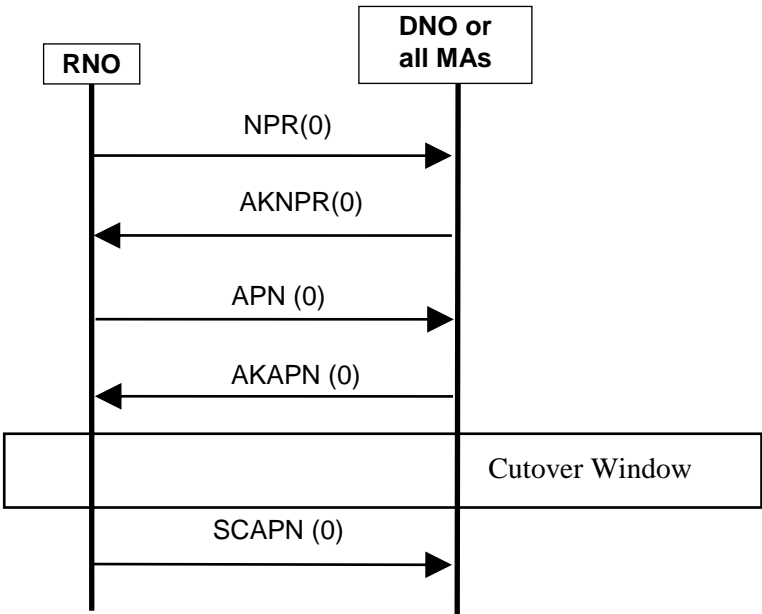 RNO
DNO or
all MAs
NPR(0)
AKNPR(0)
APN (0)
AKAPN (0)
Cutover Window
SCAPN (0)